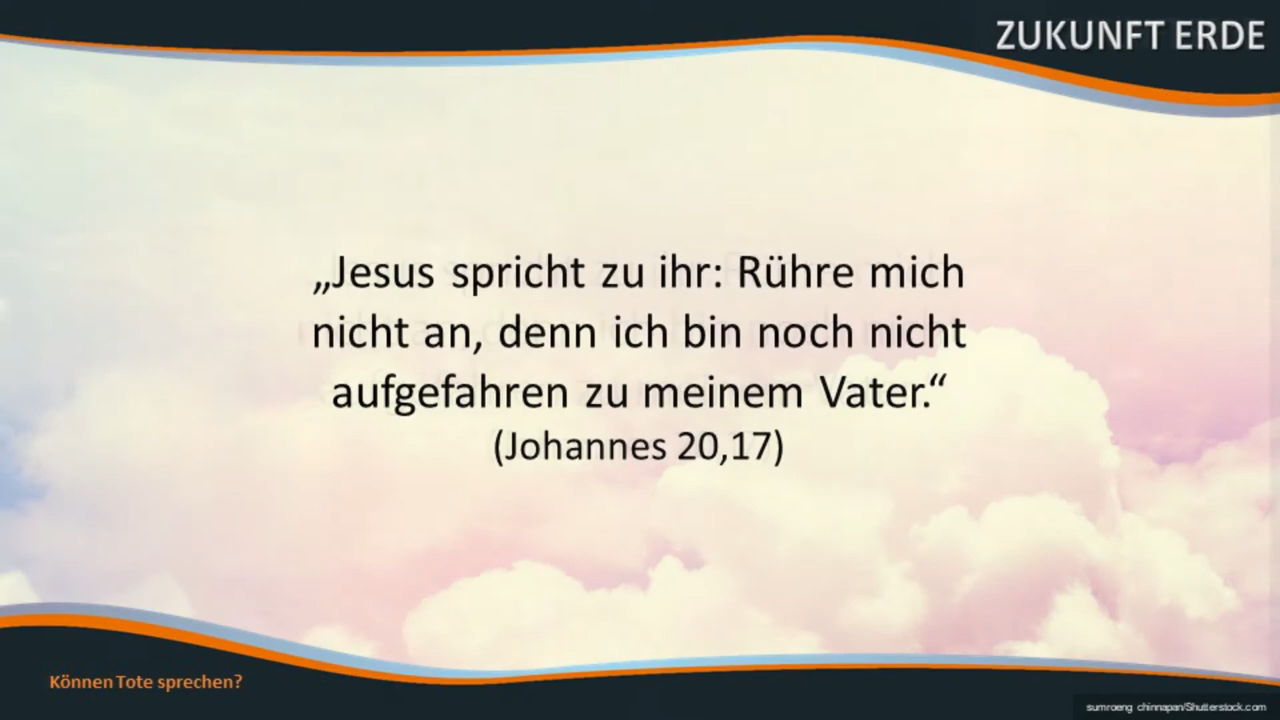 ZUKUNFT ERDE
„Jesus spricht zu ihr: Rühre mich
nicht an, denn ich bin noch nicht
aufgefahren zu meinem Vater.“
(Johannes 20,17)
Können Tote sprechen?
sumroeng chinnapan/Shutterstock.com